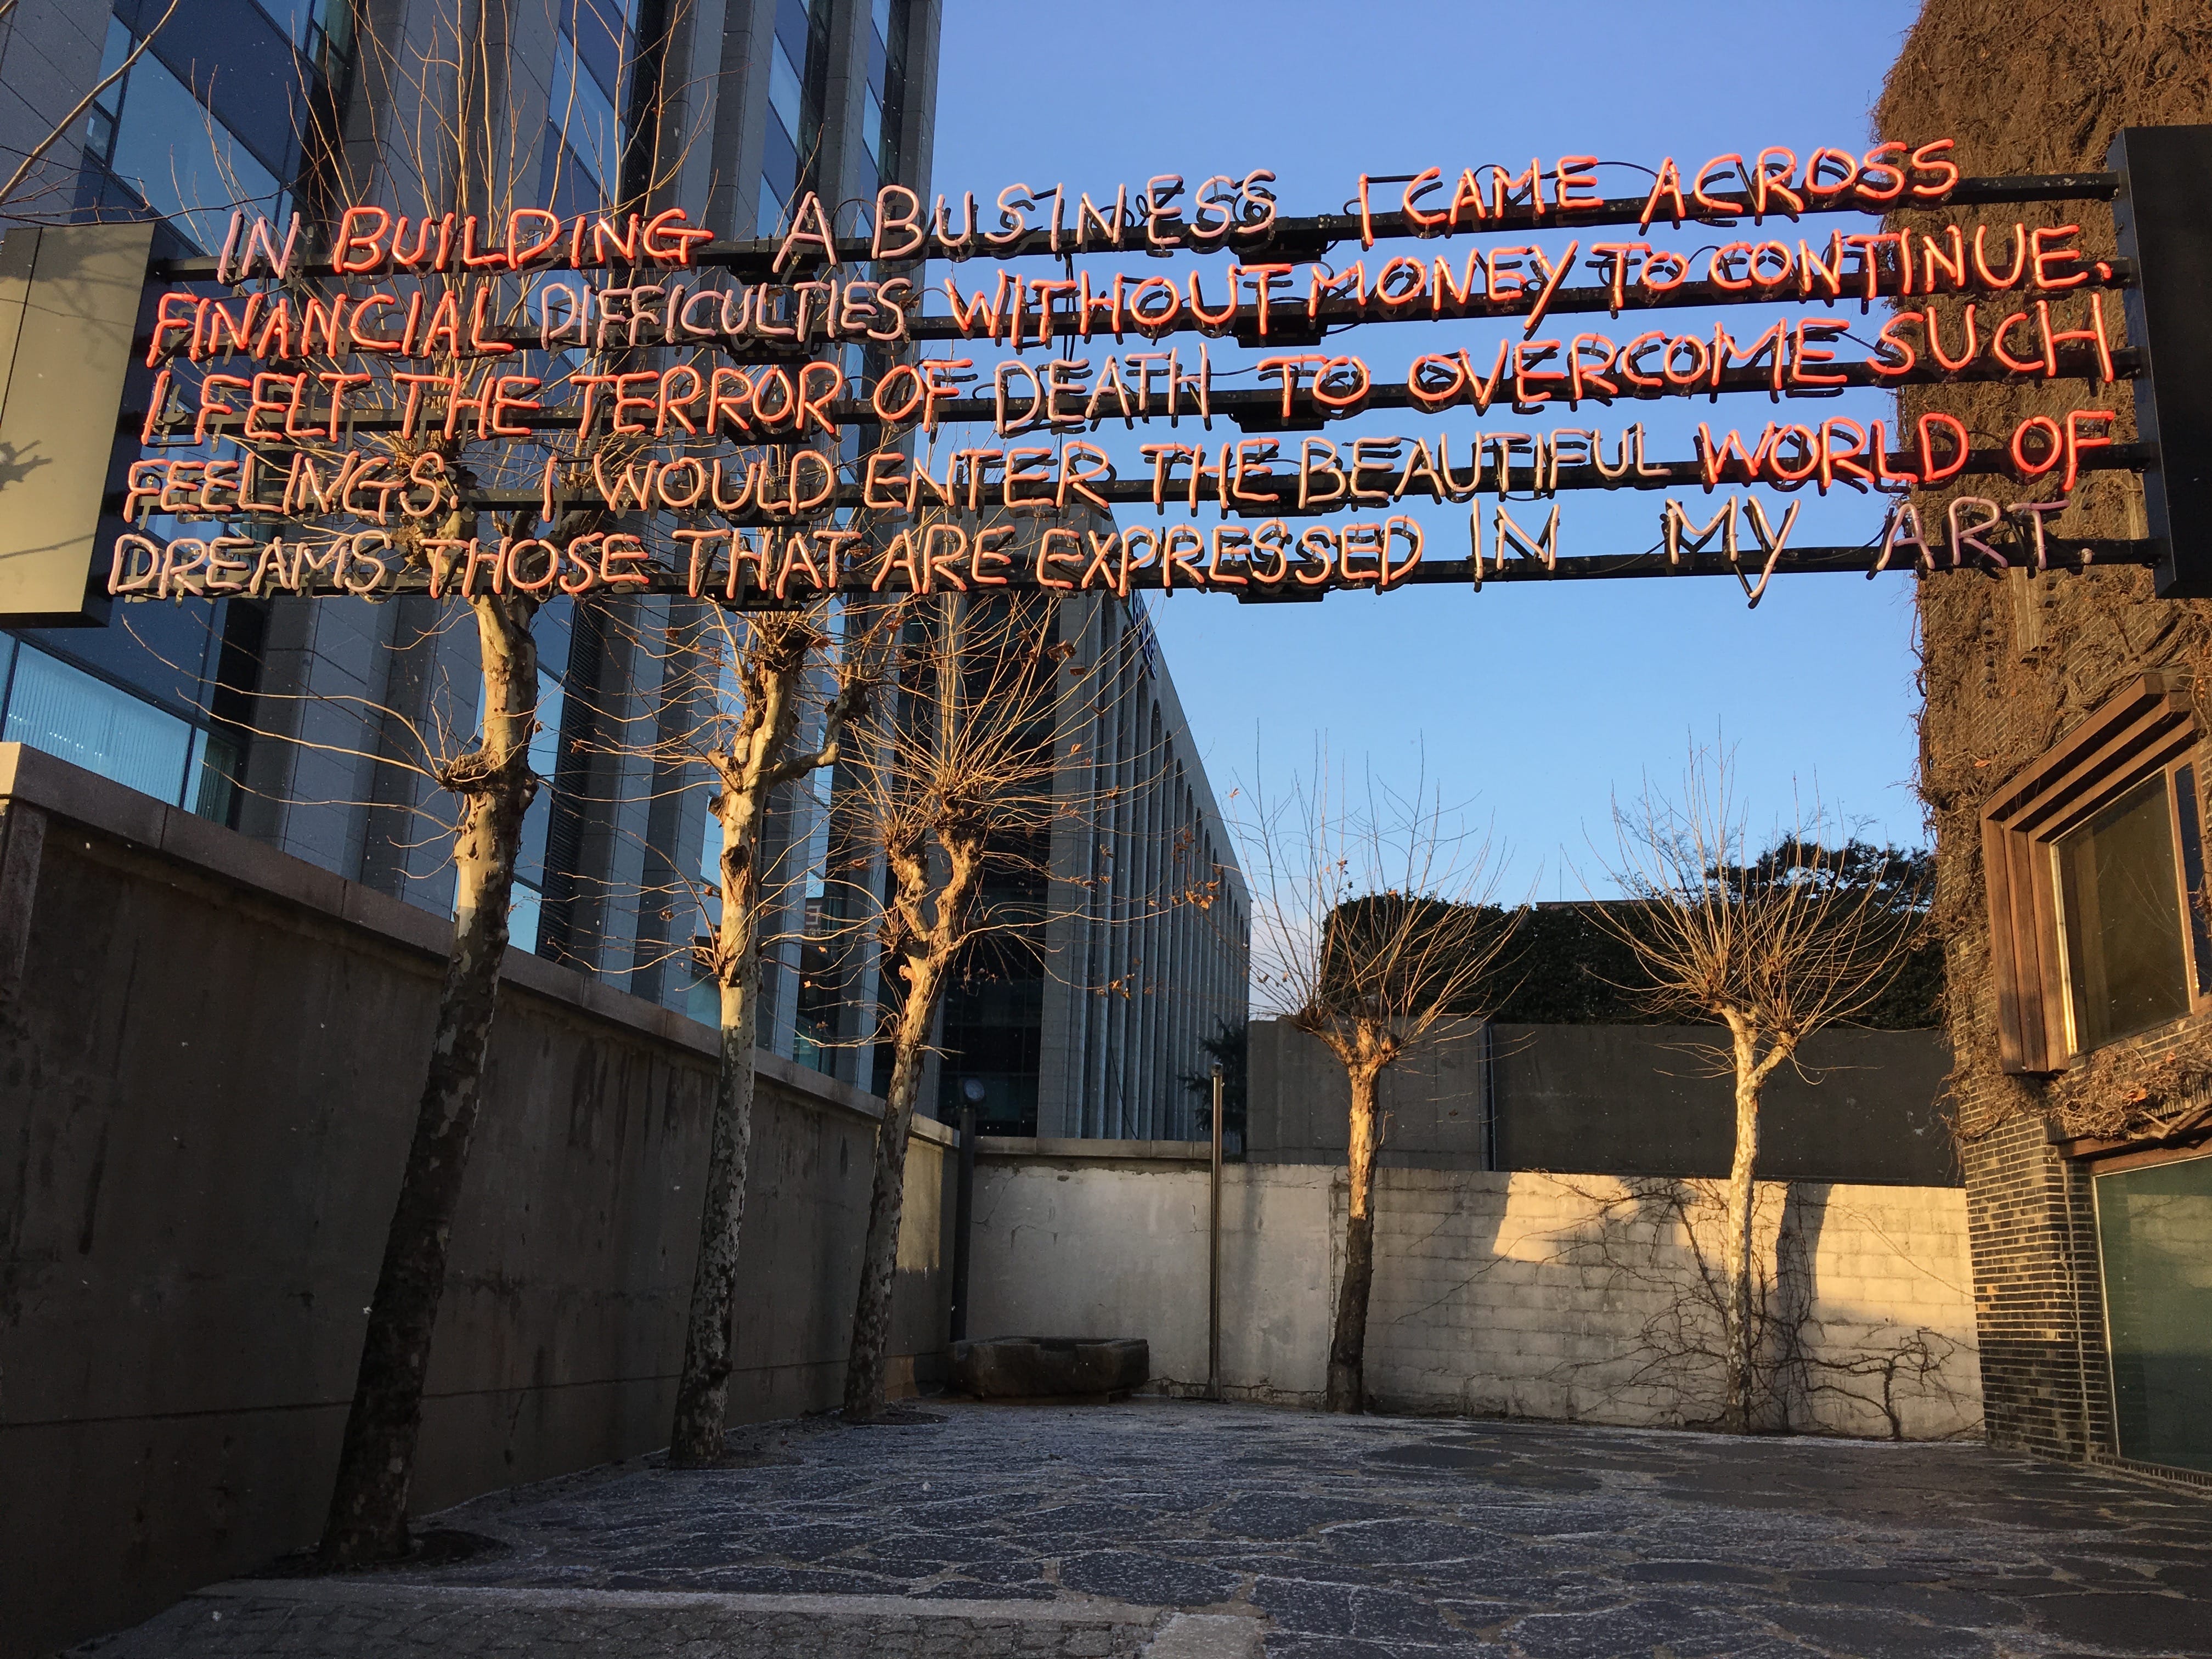 IN BUILDING A BUSINESS I CAME ACROSS
FINANCIAL DIFFICULTIES WITHOUT MONEY TO CONTINUE.
I FELT THE TERROR OF DEATH TO OVERCOME SUCH
FEELINGS. I WOULD ENTER THE BEAUTIFUL WORLD OF
DREAMS THOSE THAT ARE EXPRESSED IN MY ART.